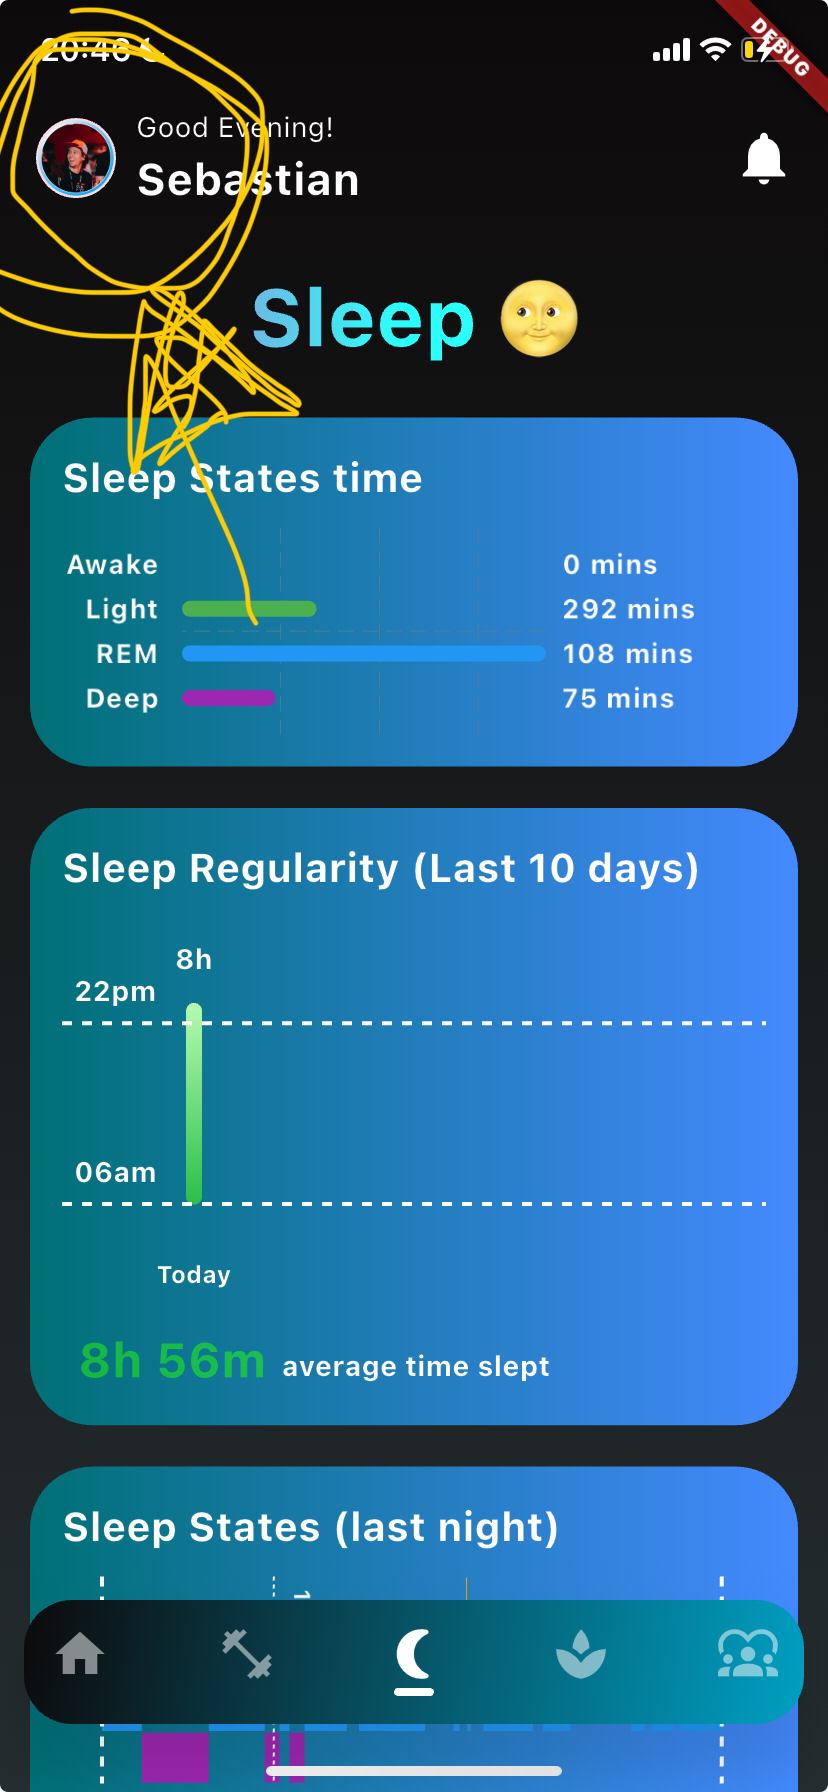 20:46
DEBUG
Good Evening!
Sebastian
Sleep
Sleep States time
Awake 0 mins
Light 292 mins
REM 108 mins
Deep 75 mins
Sleep Regularity (Last 10 days)
8h
22pm
06am
Today
8h 56m average time slept
Sleep States (last night)